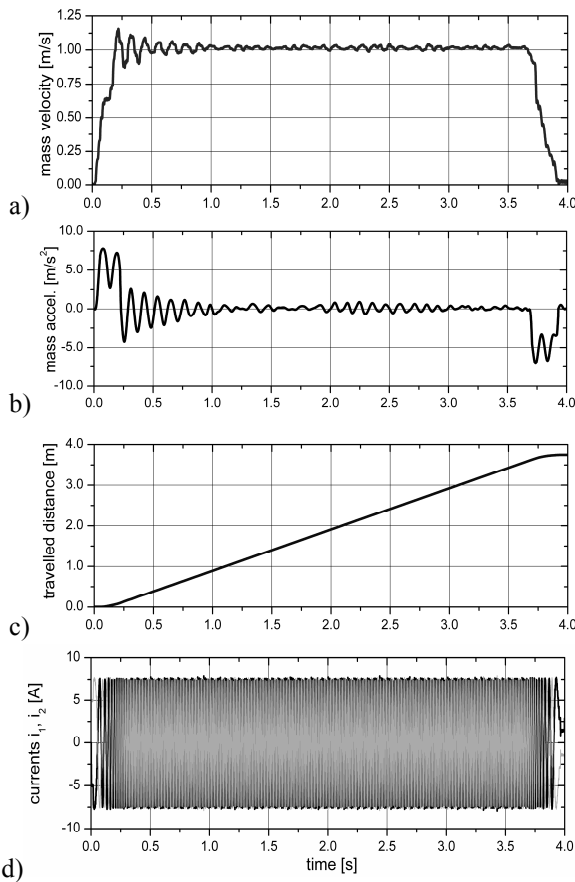 1.25
1.00
0.75
0.50
0.25
0.00
mass velocity [m/s]
0.0 0.5 1.0 1.5 2.0 2.5 3.0 3.5 4.0
a)
10.0
5.0
0.0
-5.0
-10.0
mass accel. [m/s²]
0.0 0.5 1.0 1.5 2.0 2.5 3.0 3.5 4.0
b)
4.0
3.0
2.0
1.0
0.0
travelled distance [m]
0.0 0.5 1.0 1.5 2.0 2.5 3.0 3.5 4.0
c)
10
5
0
-5
-10
currents i₁, i₂ [A]
0.0 0.5 1.0 1.5 2.0 2.5 3.0 3.5 4.0
time [s]
d)